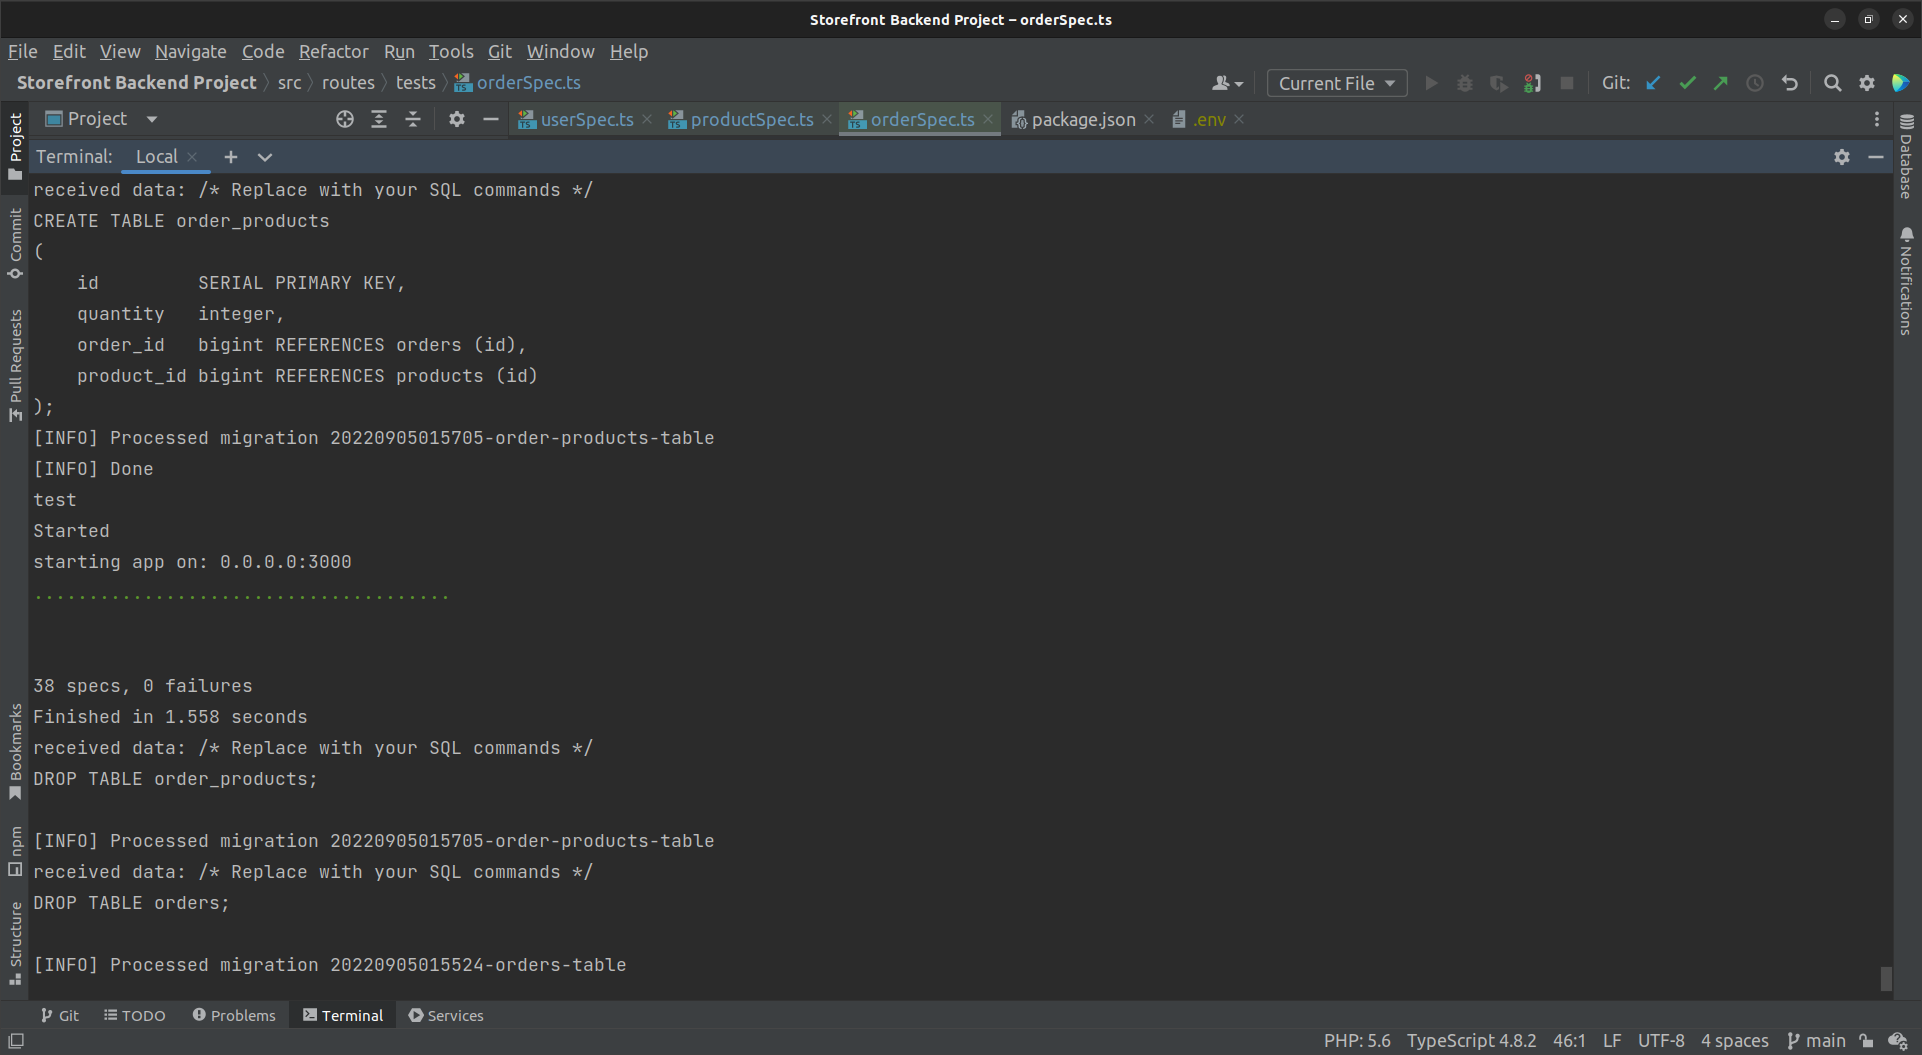 Storefront Backend Project – orderSpec.ts
File Edit View Navigate Code Refactor Run Tools Git Window Help
Storefront Backend Project src routes tests orderSpec.ts
Current File Git:
Project userSpec.ts productSpec.ts orderSpec.ts package.json .env
Terminal: Local
received data: /* Replace with your SQL commands */
CREATE TABLE order_products
(
id SERIAL PRIMARY KEY,
quantity integer,
order_id bigint REFERENCES orders (id),
product_id bigint REFERENCES products (id)
);
[INFO] Processed migration 20220905015705-order-products-table
[INFO] Done
test
Started
starting app on: 0.0.0.0:3000
......................................
38 specs, 0 failures
Finished in 1.558 seconds
received data: /* Replace with your SQL commands */
DROP TABLE order_products;
[INFO] Processed migration 20220905015705-order-products-table
received data: /* Replace with your SQL commands */
DROP TABLE orders;
[INFO] Processed migration 20220905015524-orders-table
Project
Commit
Pull Requests
Bookmarks
npm
Structure
Database
Notifications
Git TODO Problems Terminal Services
PHP: 5.6 TypeScript 4.8.2 46:1 LF UTF-8 4 spaces main